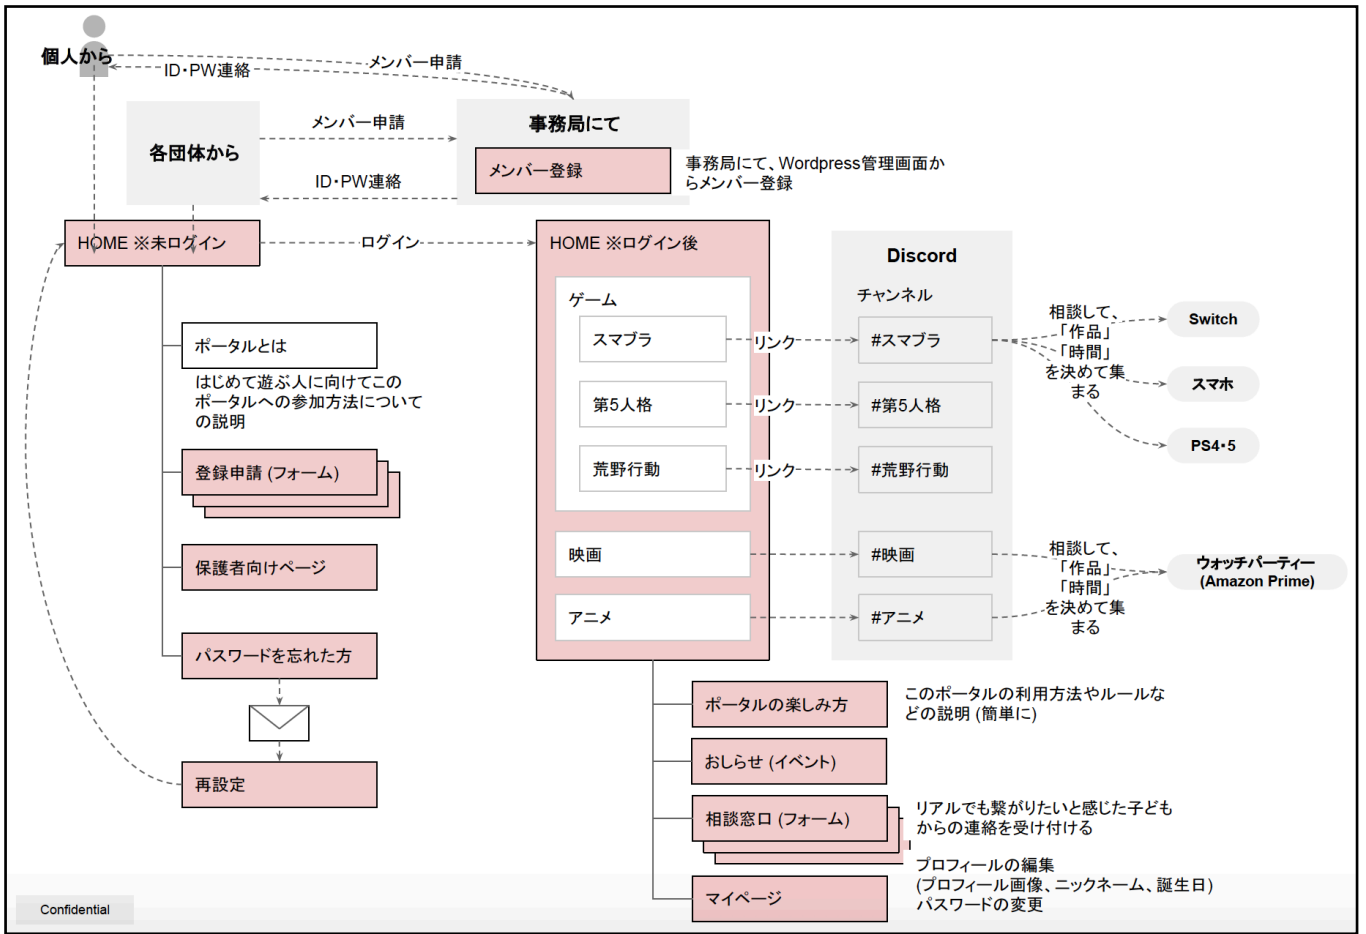 個人から
ID・PW連絡
メンバー申請
各団体から
メンバー申請
ID・PW連絡
事務局にて
メンバー登録
事務局にて、Wordpress管理画面か
らメンバー登録
HOME ※未ログイン
ログイン
HOME ※ログイン後
ポータルとは
はじめて遊ぶ人に向けてこの
ポータルへの参加方法について
の説明
登録申請 (フォーム)
保護者向けページ
パスワードを忘れた方
再設定
ゲーム
スマブラ
リンク
第5人格
リンク
荒野行動
リンク
映画
アニメ
Discord
チャンネル
#スマブラ
#第5人格
#荒野行動
#映画
#アニメ
相談して、
「作品」
「時間」
を決めて集
まる
Switch
スマホ
PS4・5
相談して、
「作品」
「時間」
を決めて集
まる
ウォッチパーティー
(Amazon Prime)
ポータルの楽しみ方
このポータルの利用方法やルールな
どの説明 (簡単に)
おしらせ (イベント)
相談窓口 (フォーム)
リアルでも繋がりたいと感じた子ども
からの連絡を受け付ける
マイページ
プロフィールの編集
(プロフィール画像、ニックネーム、誕生日)
パスワードの変更
Confidential